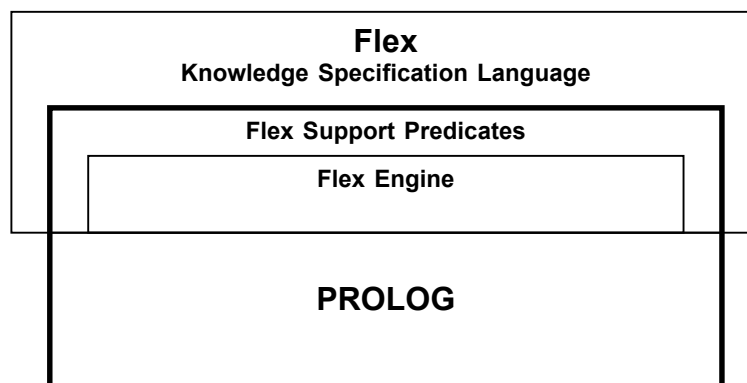 Flex
Knowledge Specification Language
Flex Support Predicates
Flex Engine
PROLOG